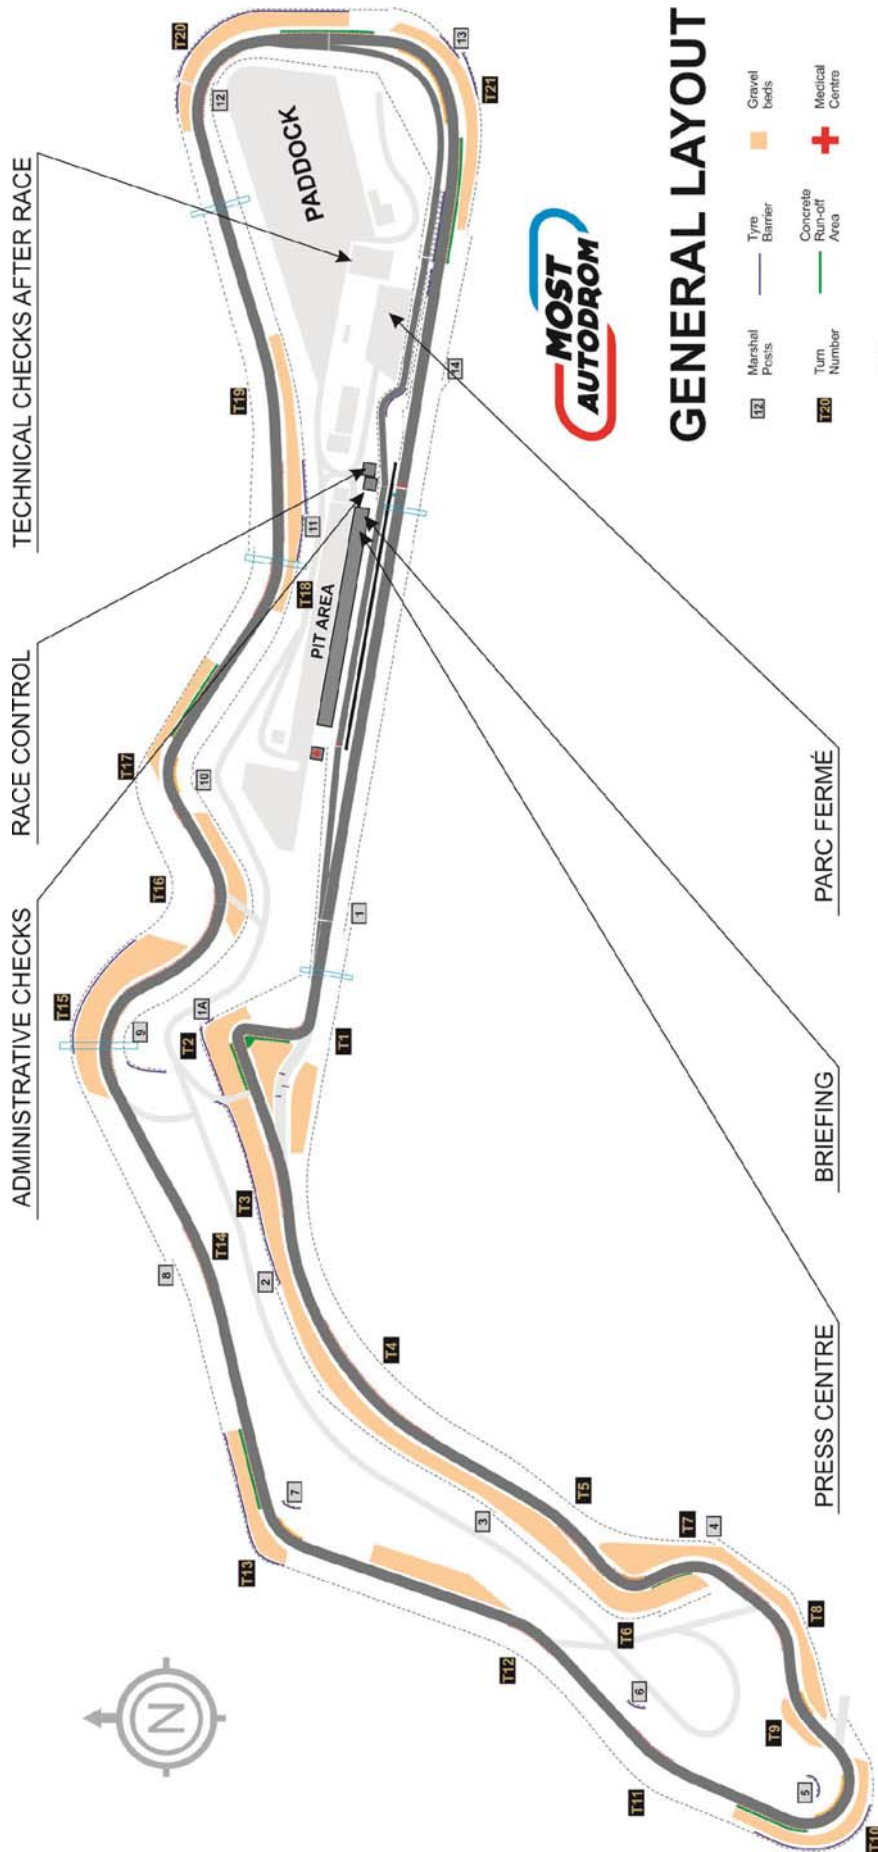 TECHNICAL CHECKS AFTER RACE
RACE CONTROL
ADMINISTRATIVE CHECKS
T20
12
13
T21
PADDOCK
T19
14
11
T18
PIT AREA
T17
10
T16
1
T15
9
1A
T2
T1
T3
T14
2
8
T4
7
T13
3
T5
T7
4
T6
T12
6
T8
T9
T11
5
T10
N
PARC FERMÉ
BRIEFING
PRESS CENTRE
MOST
AUTODROM
GENERAL LAYOUT
12
Marshal
Posts
Tyre
Barrier
Gravel
beds
T20
Turn
Number
Concrete
Run-off
Area
Medical
Centre